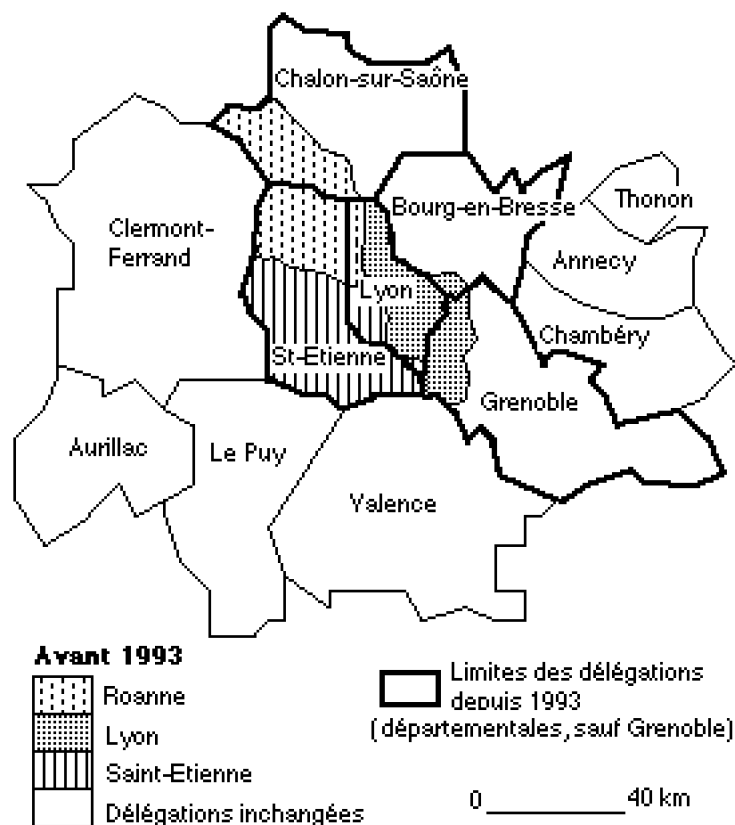 Chalon-sur-Saône
Clermont-
Ferrand
Bourg-en-Bresse
Thonon
Annecy
Lyon
Chambéry
St-Etienne
Grenoble
Aurillac
Le Puy
Valence
Avant 1993
Roanne
Lyon
Saint-Etienne
Délégations inchangées
Limites des délégations
depuis 1993
(départementales, sauf Grenoble)
0 40 km